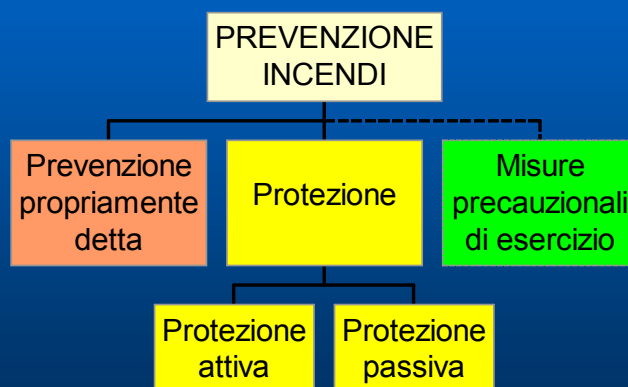 PREVENZIONE
INCENDI
Prevenzione
propriamente
detta
Protezione
Misure
precauzionali
di esercizio
Protezione
attiva
Protezione
passiva